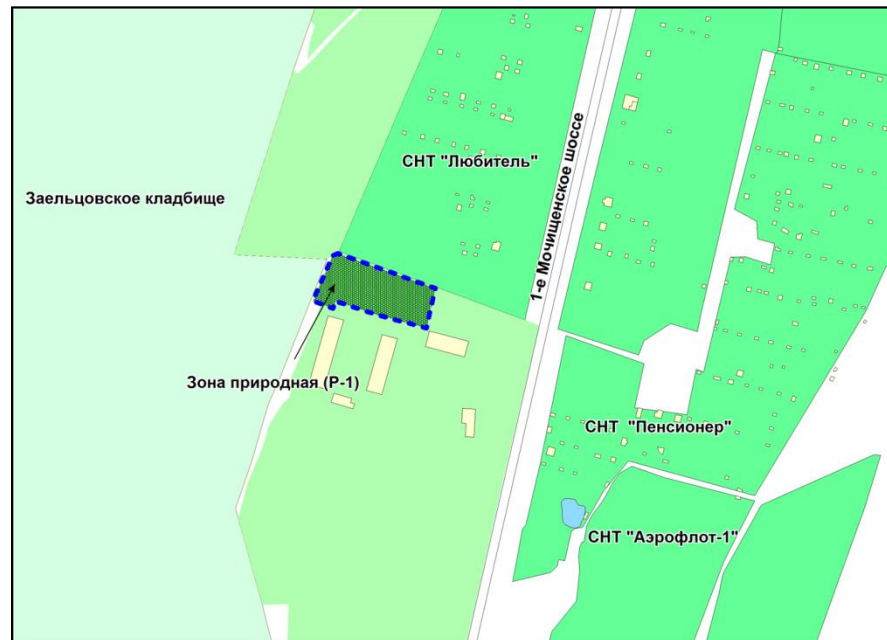 СНТ "Любитель"
1-е Мочищенское шоссе
Заельцовское кладбище
Зона природная (Р-1)
СНТ "Пенсионер"
СНТ "Аэрофлот-1"